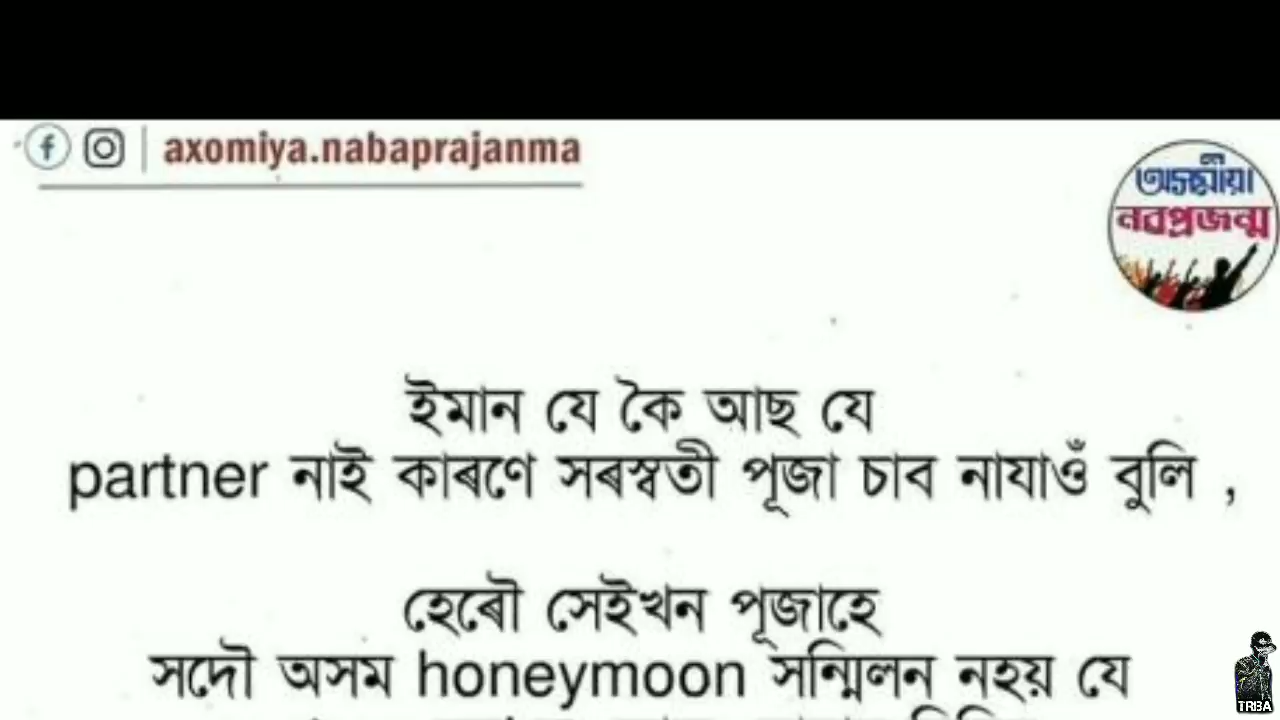 axomiya.nabaprajanma
অসমীয়া
নৱপ্ৰজন্ম
ইমান যে কৈ আছ যে
partner নাই কাৰণে সৰস্বতী পূজা চাব নাযাওঁ বুলি ,
হেৰৌ সেইখন পূজাহে
সদৌ অসম honeymoon সন্মিলন নহয় যে
TRBA